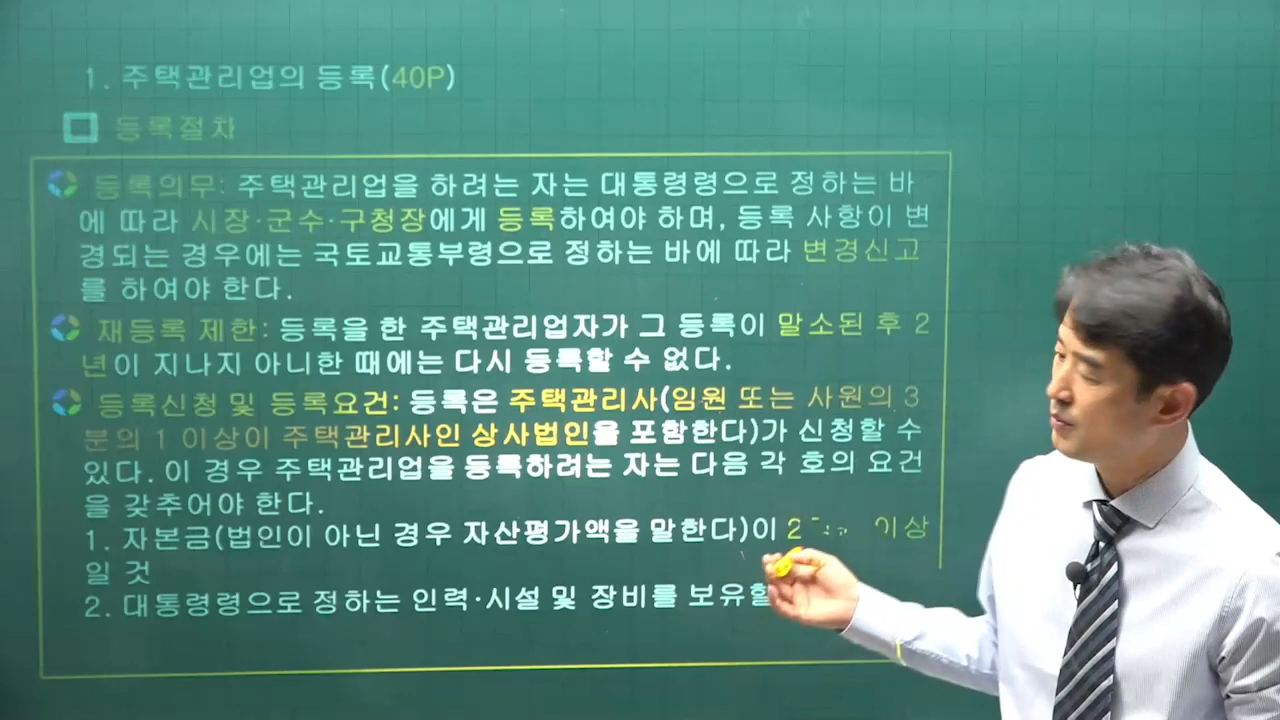 1. 주택관리업의 등록(40P)
등록절차
등록의무: 주택관리업을 하려는 자는 대통령령으로 정하는 바
에 따라 시장·군수·구청장에게 등록하여야 하며, 등록 사항이 변
경되는 경우에는 국토교통부령으로 정하는 바에 따라 변경신고
를 하여야 한다.
재등록 제한: 등록을 한 주택관리업자가 그 등록이 말소된 후 2
년이 지나지 아니한 때에는 다시 등록할 수 없다.
등록신청 및 등록요건: 등록은 주택관리사(임원 또는 사원의 3
분의 1 이상이 주택관리사인 상사법인을 포함한다)가 신청할 수
있다. 이 경우 주택관리업을 등록하려는 자는 다음 각 호의 요건
을 갖추어야 한다.
1. 자본금(법인이 아닌 경우 자산평가액을 말한다)이 이상
일 것
2. 대통령령으로 정하는 인력·시설 및 장비를